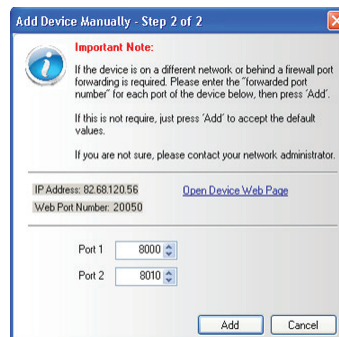 Add Device Manually - Step 2 of 2
Important Note:
If the device is on a different network or behind a firewall port
forwarding is required. Please enter the "forwarded port
number" for each port of the device below, then press 'Add'.
If this is not require, just press 'Add' to accept the default
values.
If you are not sure, please contact your network administrator.
IP Address: 82.68.120.56 Open Device Web Page
Web Port Number: 20050
Port 1 8000
Port 2 8010
Add Cancel